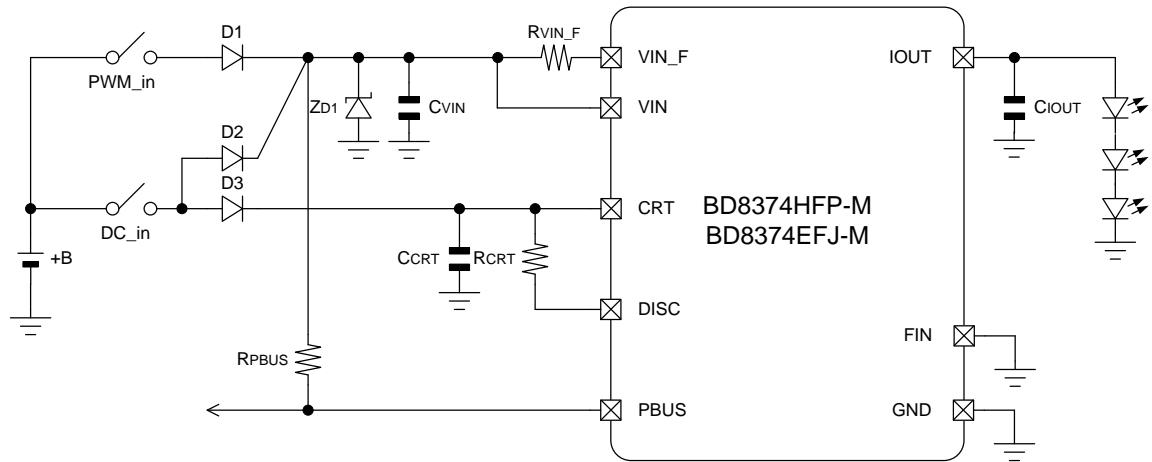 D1
RVIN_F
PWM_in
VIN_F
IOUT
ZD1
CVIN
VIN
CIOUT
D2
D3
DC_in
CRT
BD8374HFP-M
BD8374EFJ-M
+B
CCRT
RCRT
DISC
RPBUS
FIN
PBUS
GND